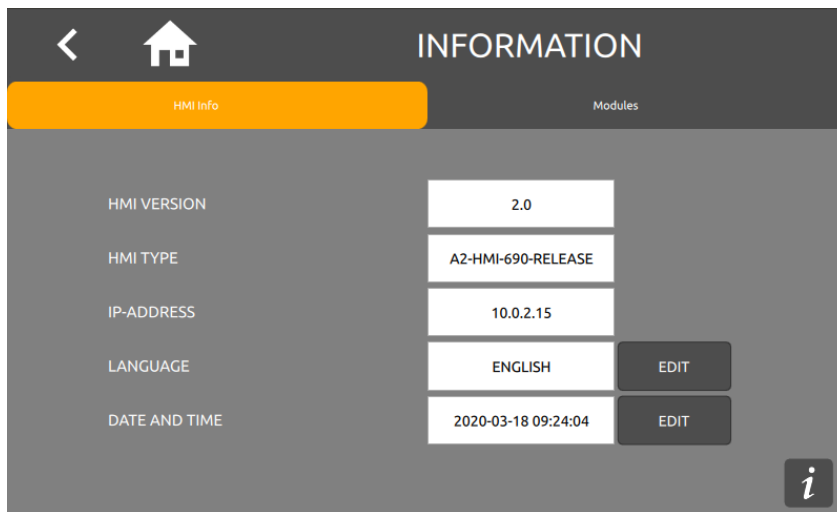 INFORMATION
HMI Info Modules
HMI VERSION 2.0
HMI TYPE A2-HMI-690-RELEASE
IP-ADDRESS 10.0.2.15
LANGUAGE ENGLISH EDIT
DATE AND TIME 2020-03-18 09:24:04 EDIT
i